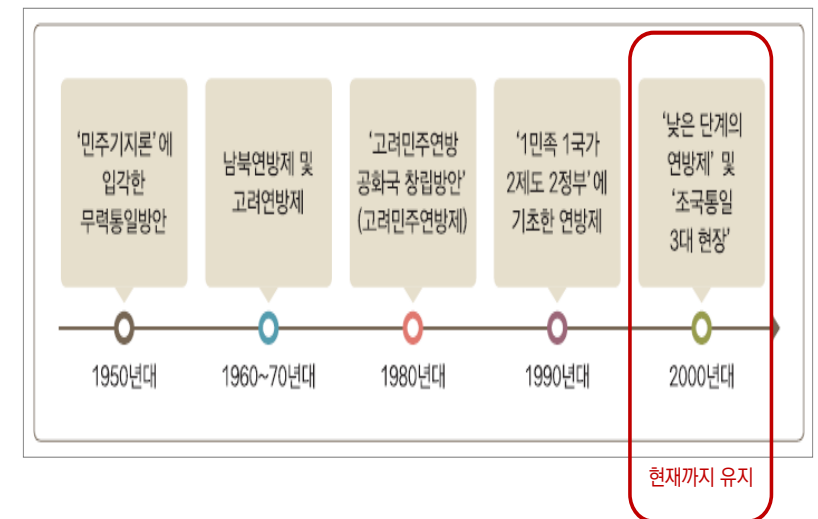 ‘민주기지론’에
입각한
무력통일방안
남북연방제 및
고려연방제
‘고려민주연방
공화국 창립방안’
(고려민주연방제)
‘1민족 1국가
2제도 2정부’에
기초한 연방제
‘낮은 단계의
연방제’ 및
‘조국통일
3대 현장’
1950년대
1960~70년대
1980년대
1990년대
2000년대
현재까지 유지